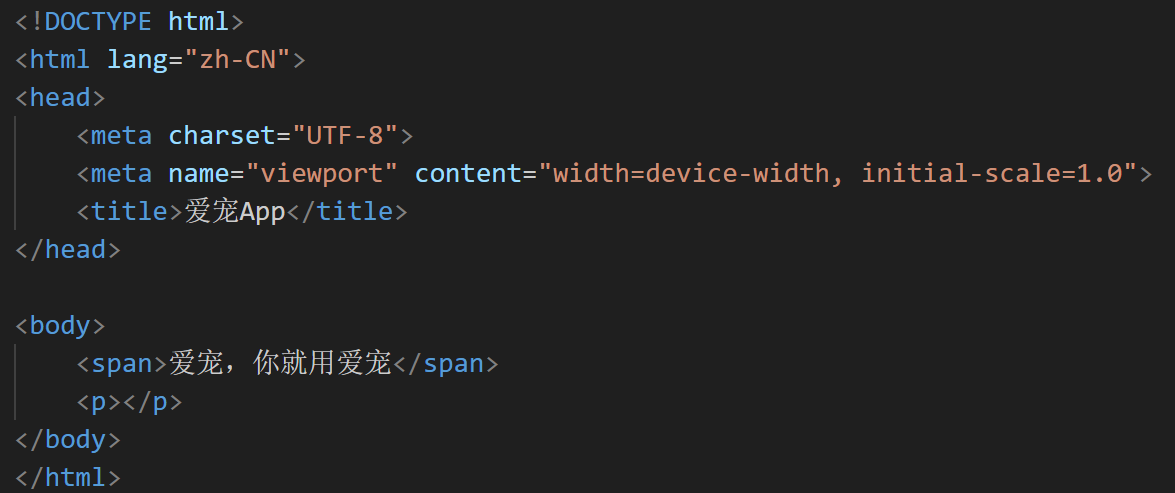 <!DOCTYPE html>
<html lang="zh-CN">
<head>
    <meta charset="UTF-8">
    <meta name="viewport" content="width=device-width, initial-scale=1.0">
    <title>爱宠App</title>
</head>

<body>
    <span>爱宠，你就用爱宠</span>
    <p></p>
</body>
</html>